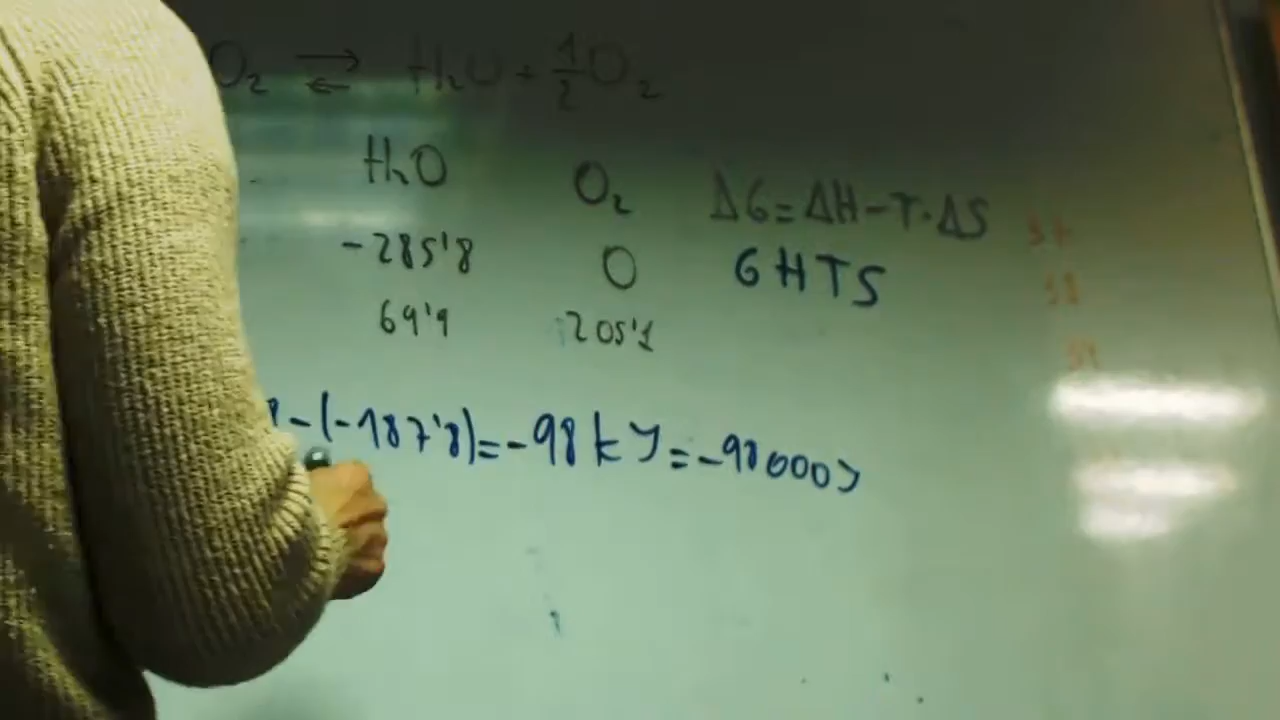 O₂ ⇌ H₂O + 1/2 O₂
H₂O O₂ ΔG = ΔH - T·ΔS
-285'8 0 G H T S
69'9 205'1
-(-187'8) = -98 kJ = -98000J